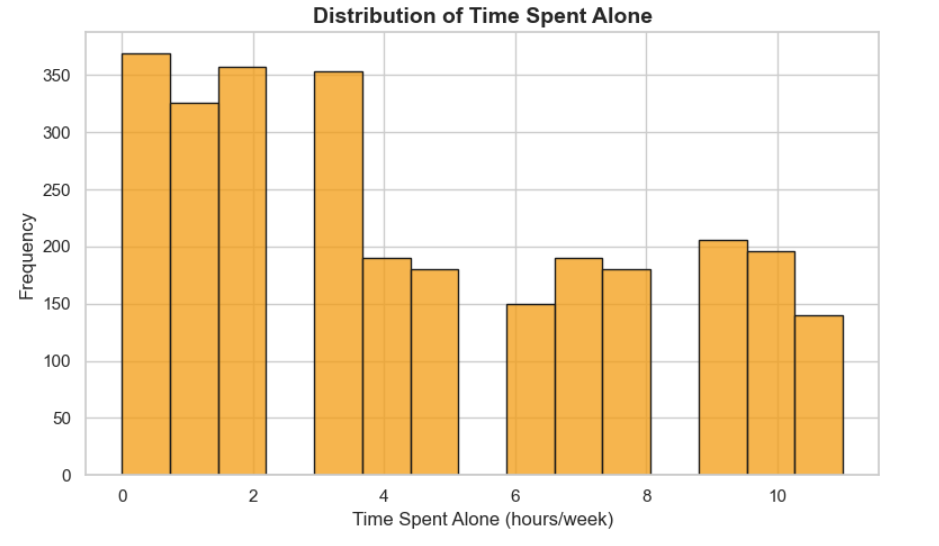 Distribution of Time Spent Alone
Frequency
350
300
250
200
150
100
50
0
0 2 4 6 8 10
Time Spent Alone (hours/week)